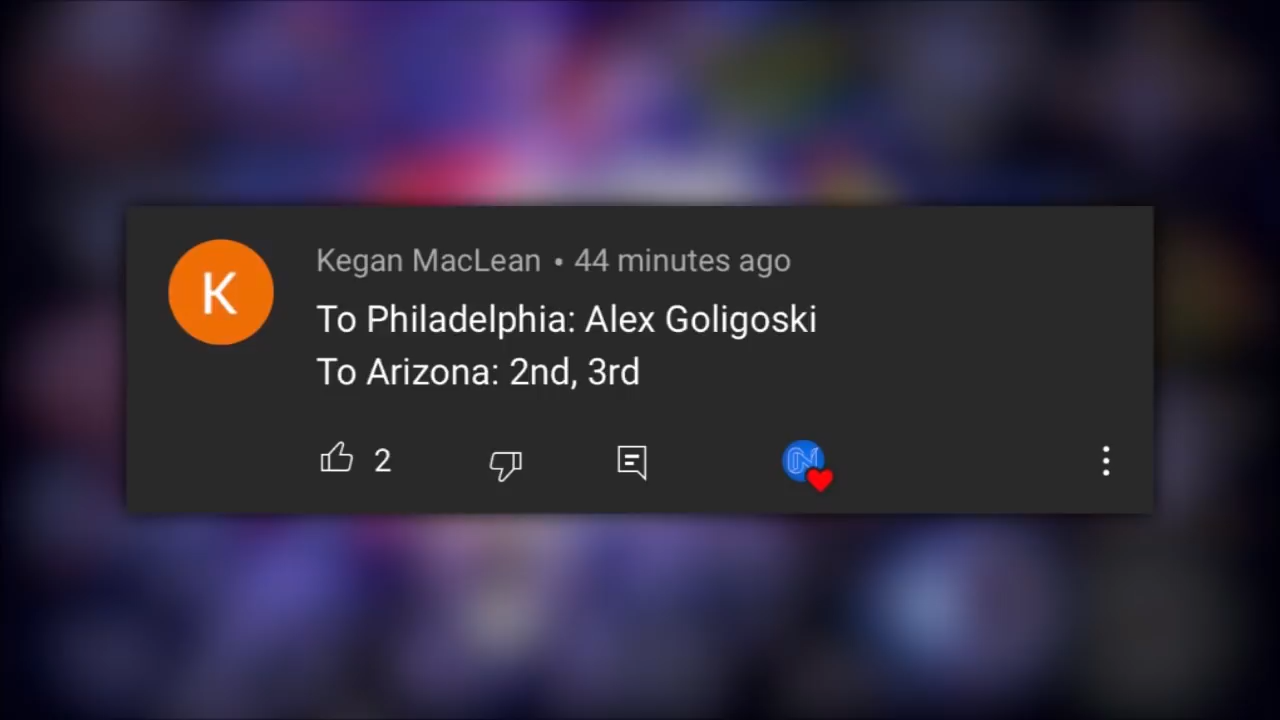 K
Kegan MacLean • 44 minutes ago
To Philadelphia: Alex Goligoski
To Arizona: 2nd, 3rd
2
N